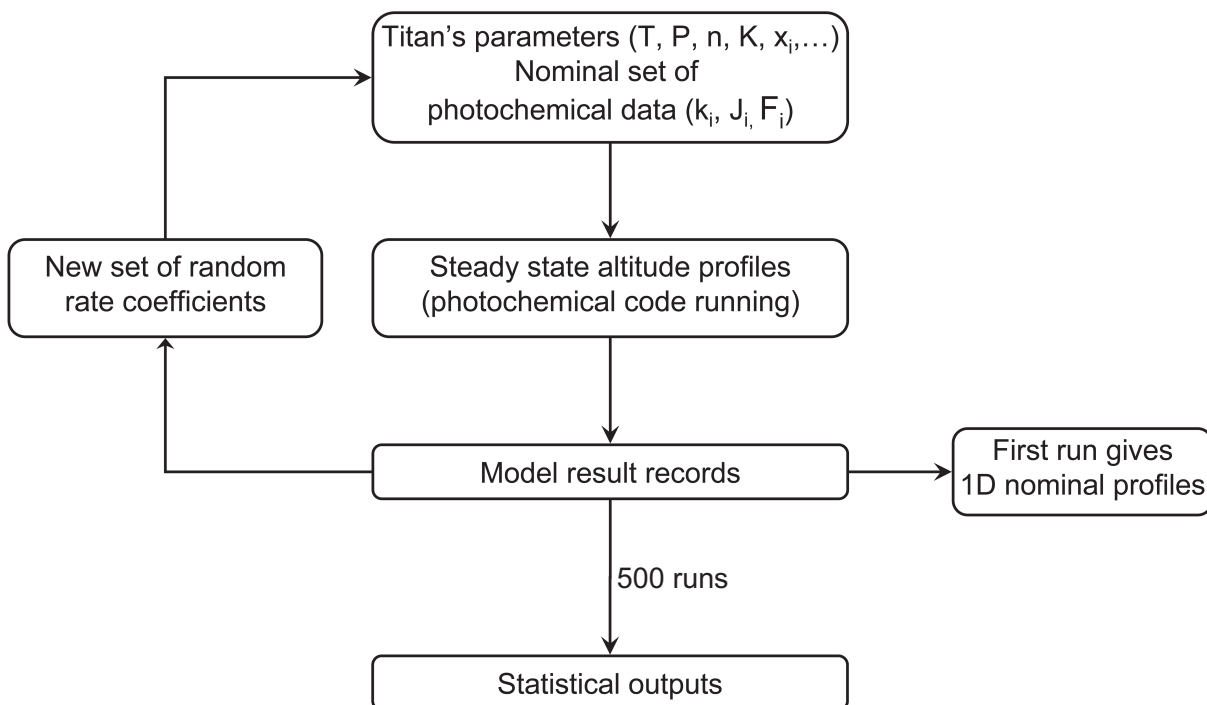 Titan’s parameters (T, P, n, K, xᵢ,...)
Nominal set of
photochemical data (kᵢ, Jᵢ, Fᵢ)
New set of random
rate coefficients
Steady state altitude profiles
(photochemical code running)
Model result records
First run gives
1D nominal profiles
500 runs
Statistical outputs